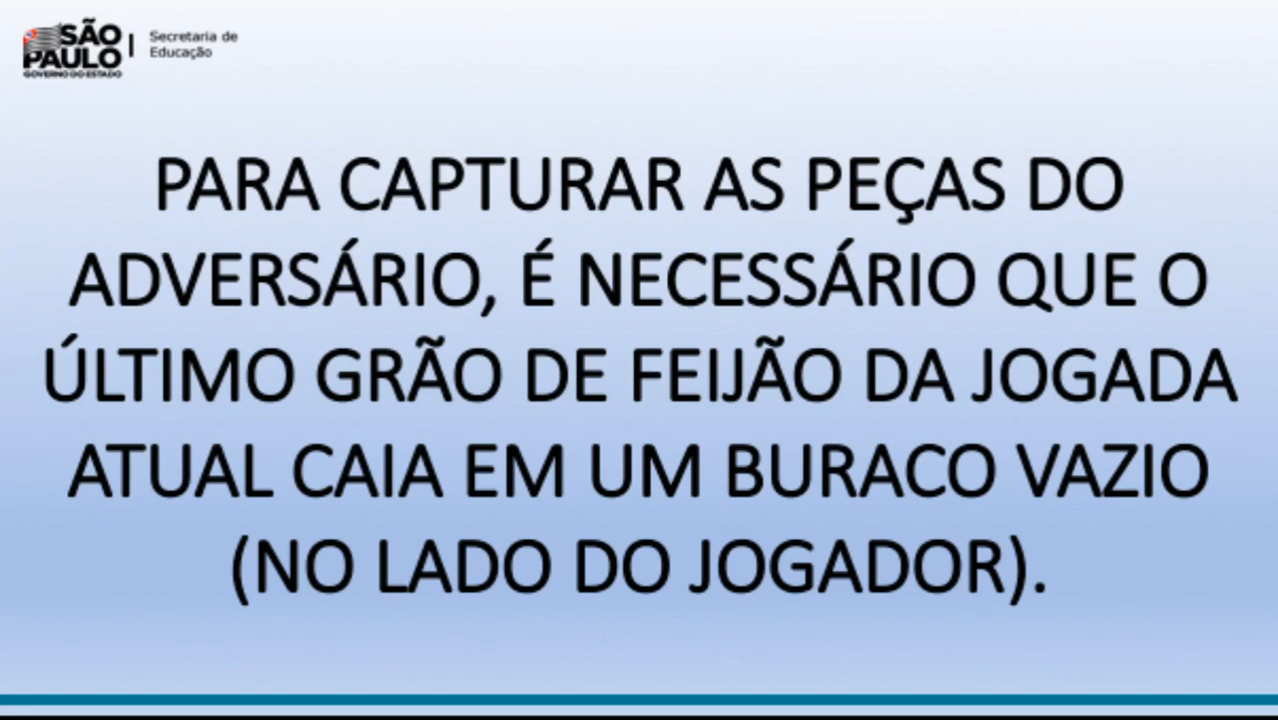 SÃO
PAULO
GOVERNO DO ESTADO
Secretaria de
Educação
PARA CAPTURAR AS PEÇAS DO
ADVERSÁRIO, É NECESSÁRIO QUE O
ÚLTIMO GRÃO DE FEIJÃO DA JOGADA
ATUAL CAIA EM UM BURACO VAZIO
(NO LADO DO JOGADOR).